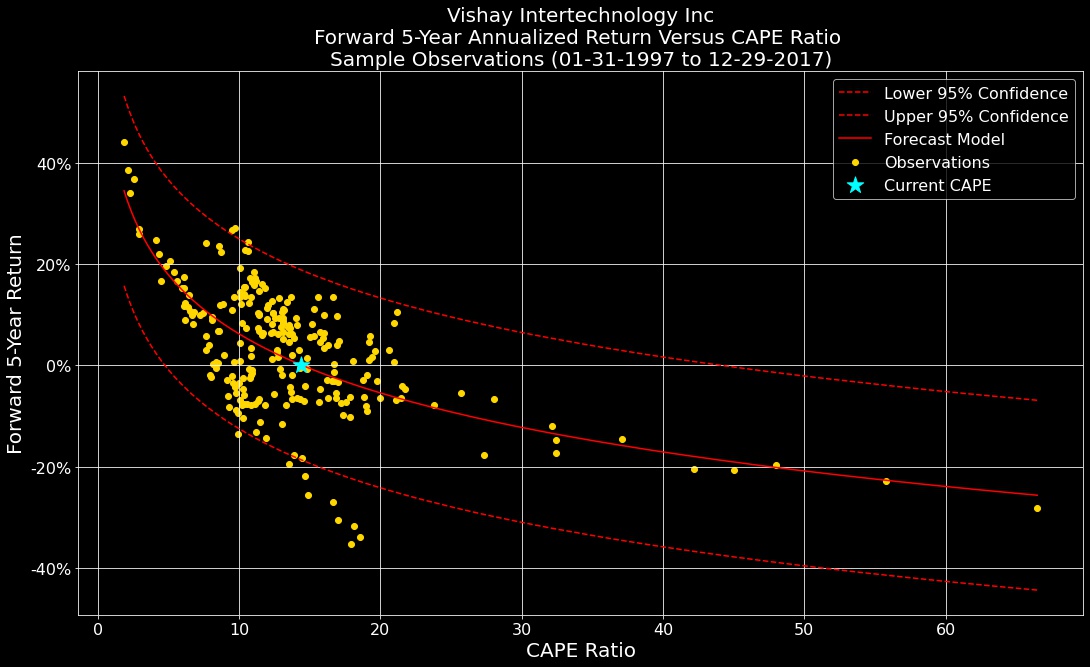 Vishay Intertechnology Inc
Forward 5-Year Annualized Return Versus CAPE Ratio
Sample Observations (01-31-1997 to 12-29-2017)
Lower 95% Confidence
Upper 95% Confidence
Forecast Model
Observations
Current CAPE
Forward 5-Year Return
40%
20%
0%
-20%
-40%
0 10 20 30 40 50 60
CAPE Ratio